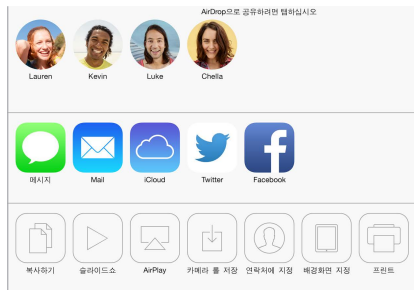 AirDrop으로 공유하려면 탭하십시오
Lauren Kevin Luke Chella
메시지 Mail iCloud Twitter Facebook
복사하기 슬라이드쇼 AirPlay 카메라 롤 저장 연락처에 지정 배경화면 지정 프린트